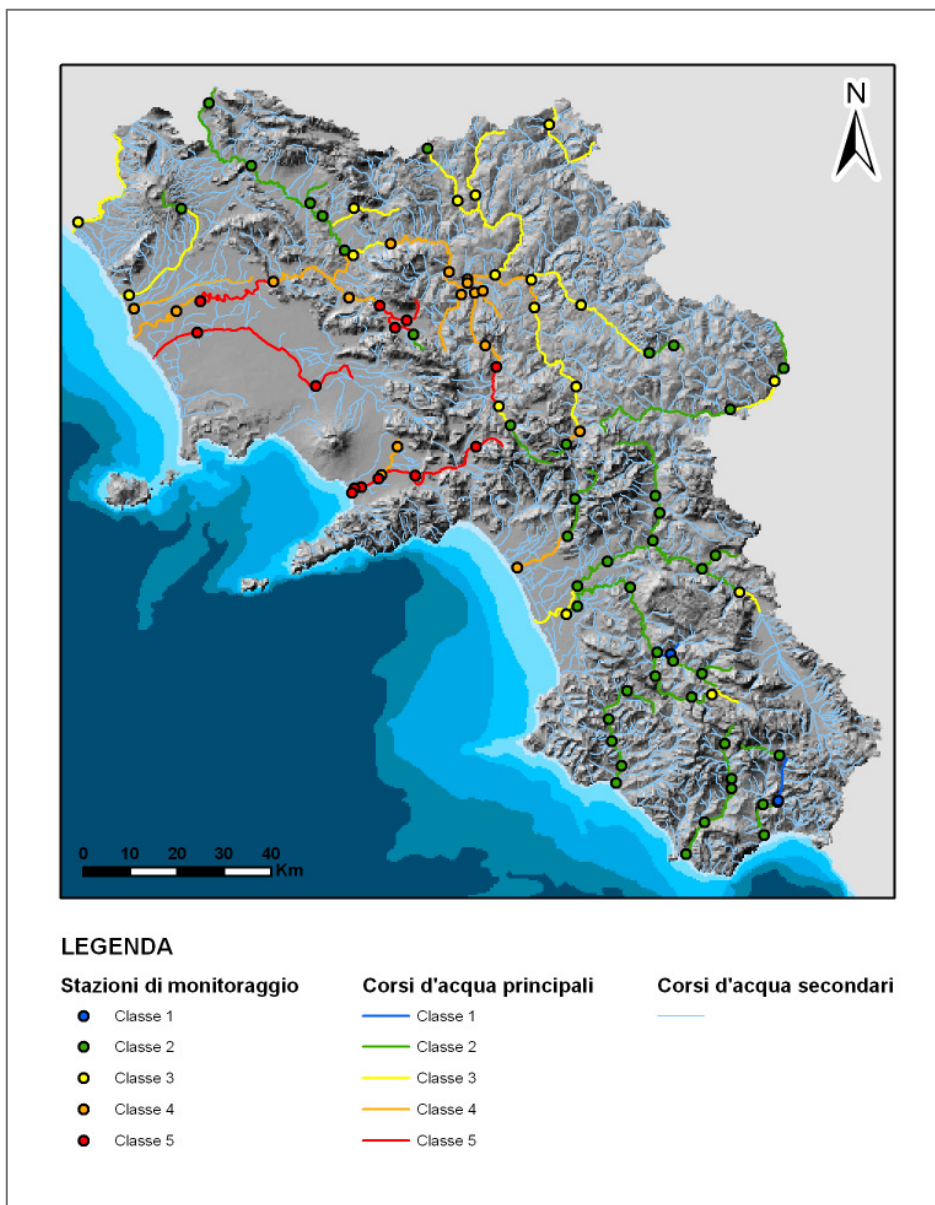 N
0 10 20 30 40
Km
LEGENDA
Stazioni di monitoraggio Corsi d'acqua principali Corsi d'acqua secondari
Classe 1 Classe 1
Classe 2 Classe 2
Classe 3 Classe 3
Classe 4 Classe 4
Classe 5 Classe 5